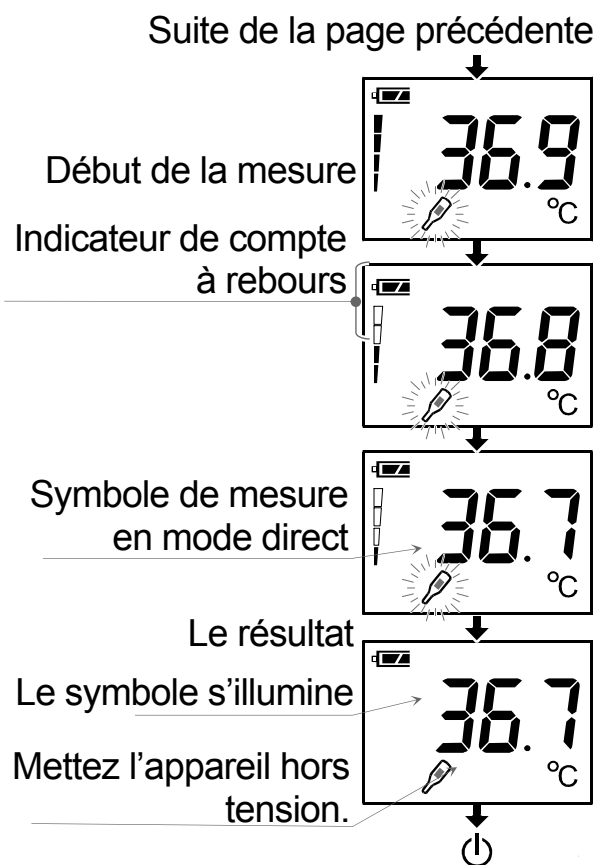 Suite de la page précédente
36.9
Début de la mesure
°C
Indicateur de compte
à rebours
36.8
°C
Symbole de mesure
en mode direct
36.7
°C
Le résultat
Le symbole s’illumine
36.7
Mettez l’appareil hors
tension.
°C